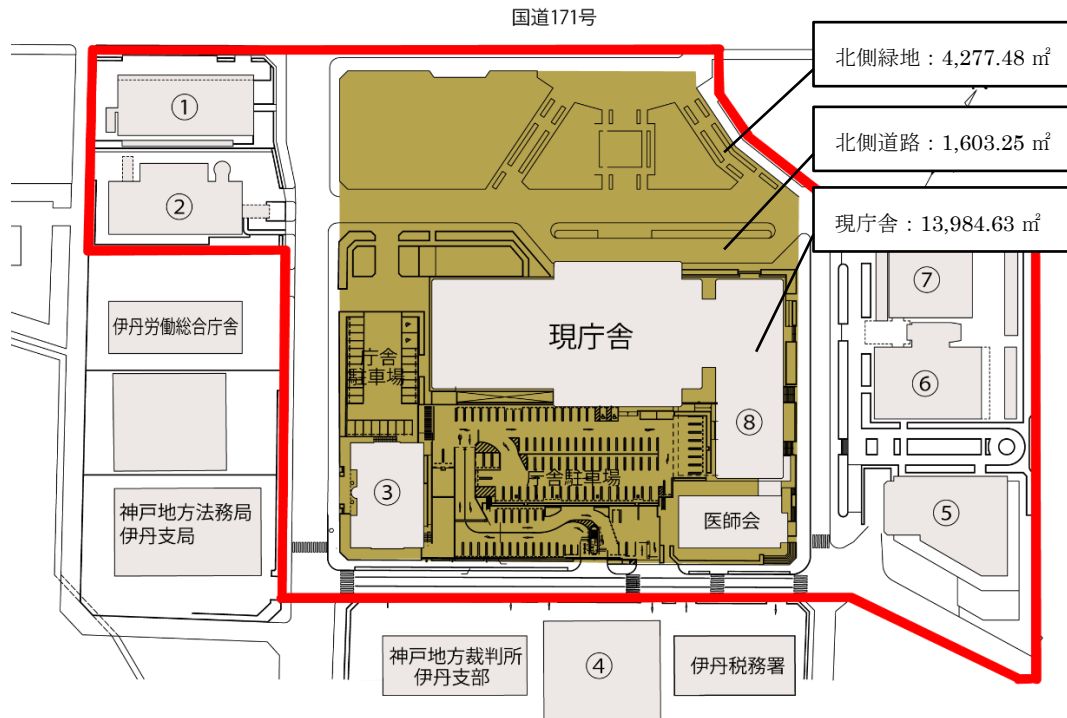 国道171号
北側緑地：4,277.48 ㎡
北側道路：1,603.25 ㎡
現庁舎：13,984.63 ㎡
①
②
⑦
伊丹労働総合庁舎
現庁舎
庁舎
駐車場
⑥
⑧
③
庁舎駐車場
神戸地方法務局
伊丹支局
医師会
⑤
神戸地方裁判所
伊丹支部
④
伊丹税務署